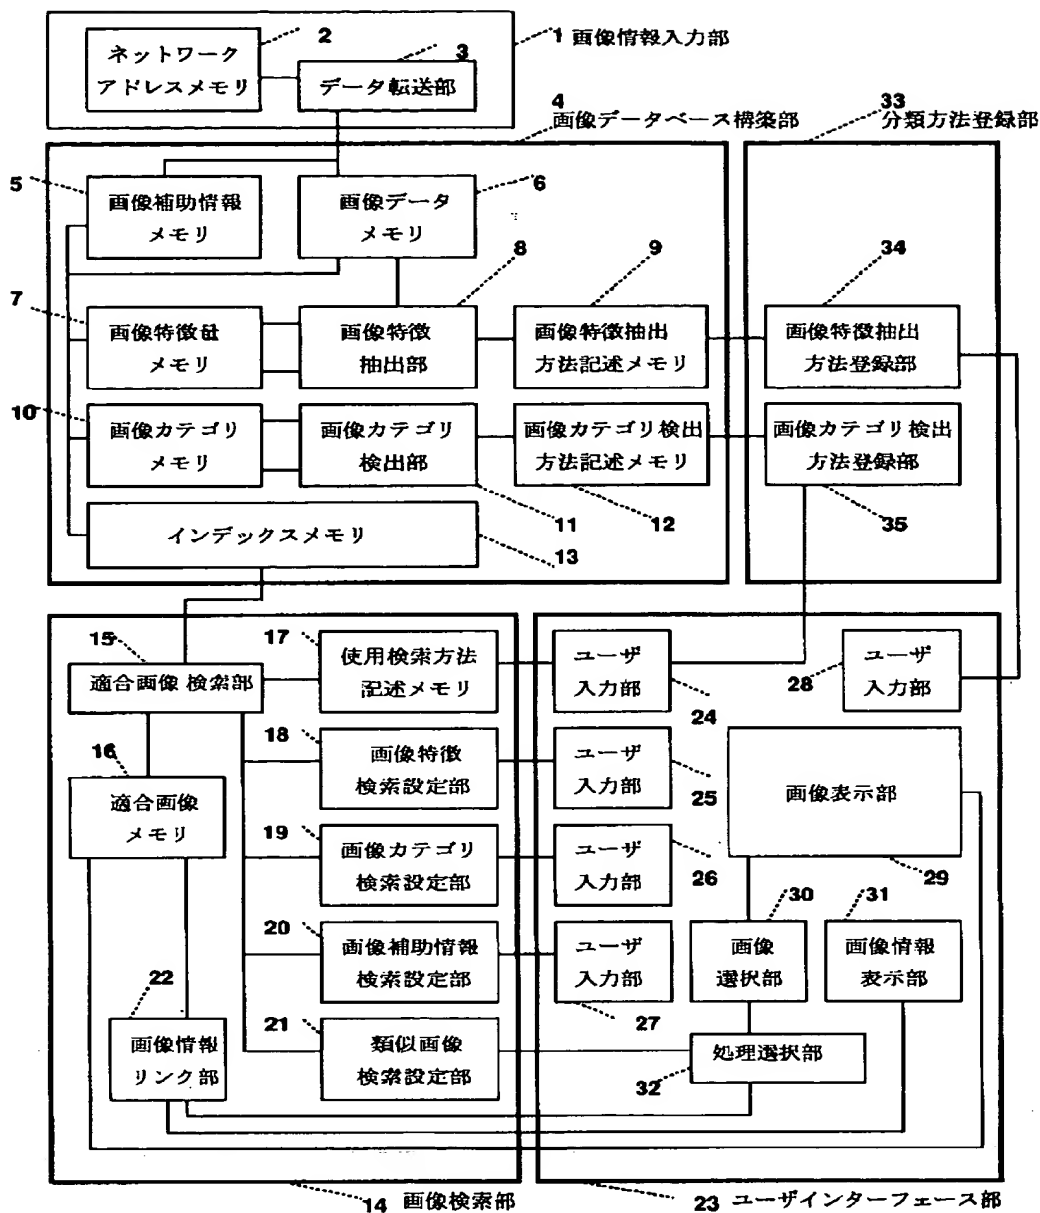 2
1 画像情報入力部
ネットワーク
アドレスメモリ
3
データ転送部
4
画像データベース構築部
33
分類方法登録部
5
画像補助情報
メモリ
画像データ
メモリ
6
8
9
34
7
画像特徴量
メモリ
画像特徴
抽出部
画像特徴抽出
方法記述メモリ
画像特徴抽出
方法登録部
10
画像カテゴリ
メモリ
画像カテゴリ
検出部
画像カテゴリ検出
方法記述メモリ
画像カテゴリ検出
方法登録部
11
12
35
インデックスメモリ
13
15
適合画像検索部
17
使用検索方法
記述メモリ
ユーザ
入力部
24
28
ユーザ
入力部
16
適合画像
メモリ
18
画像特徴
検索設定部
ユーザ
入力部
25
画像表示部
29
19
画像カテゴリ
検索設定部
ユーザ
入力部
26
30
31
20
画像補助情報
検索設定部
ユーザ
入力部
27
画像
選択部
画像情報
表示部
22
画像情報
リンク部
21
類似画像
検索設定部
処理選択部
32
14 画像検索部
23 ユーザインターフェース部